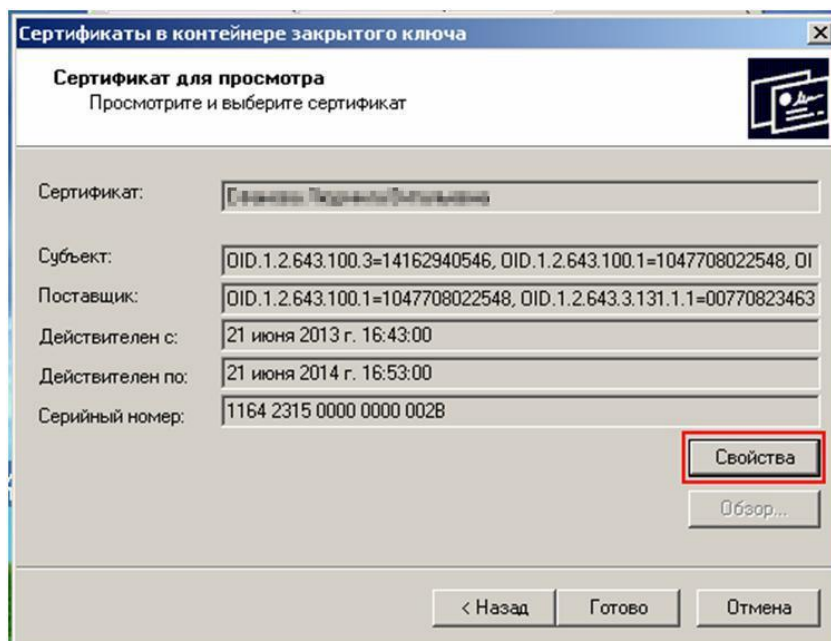 Сертификаты в контейнере закрытого ключа
Сертификат для просмотра
Просмотрите и выберите сертификат
Сертификат:
Субъект: OID.1.2.643.100.3=14162940546, OID.1.2.643.100.1=1047708022548, OI
Поставщик: OID.1.2.643.100.1=1047708022548, OID.1.2.643.3.131.1.1=00770823463
Действителен с: 21 июня 2013 г. 16:43:00
Действителен по: 21 июня 2014 г. 16:53:00
Серийный номер: 1164 2315 0000 0000 002B
Свойства
Обзор...
< Назад Готово Отмена